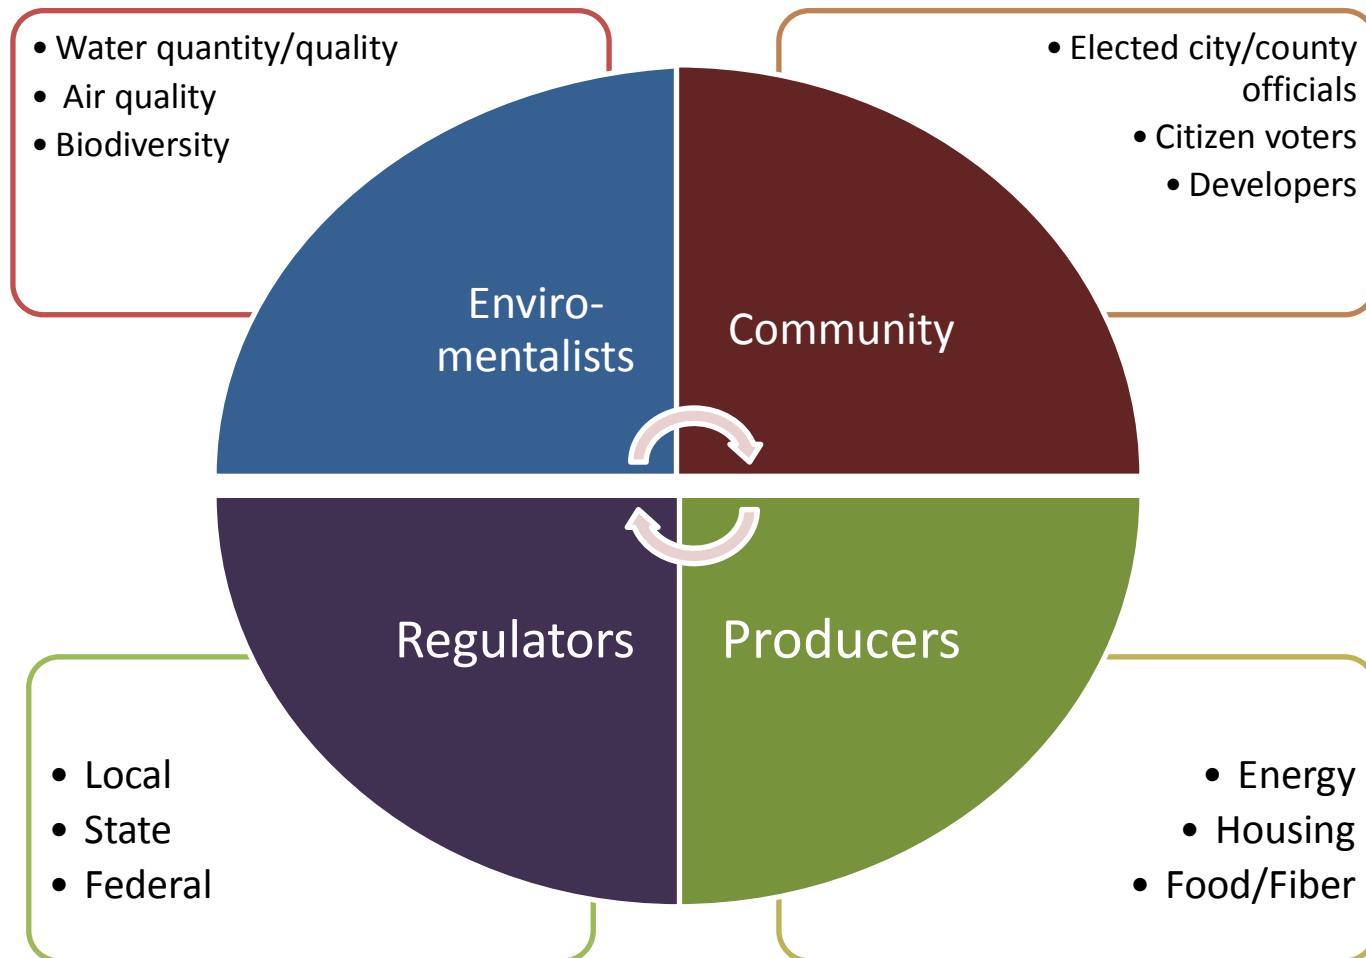 • Water quantity/quality
• Air quality
• Biodiversity
• Elected city/county
officials
• Citizen voters
• Developers
Enviro-
mentalists
Community
Regulators
Producers
• Local
• State
• Federal
• Energy
• Housing
• Food/Fiber